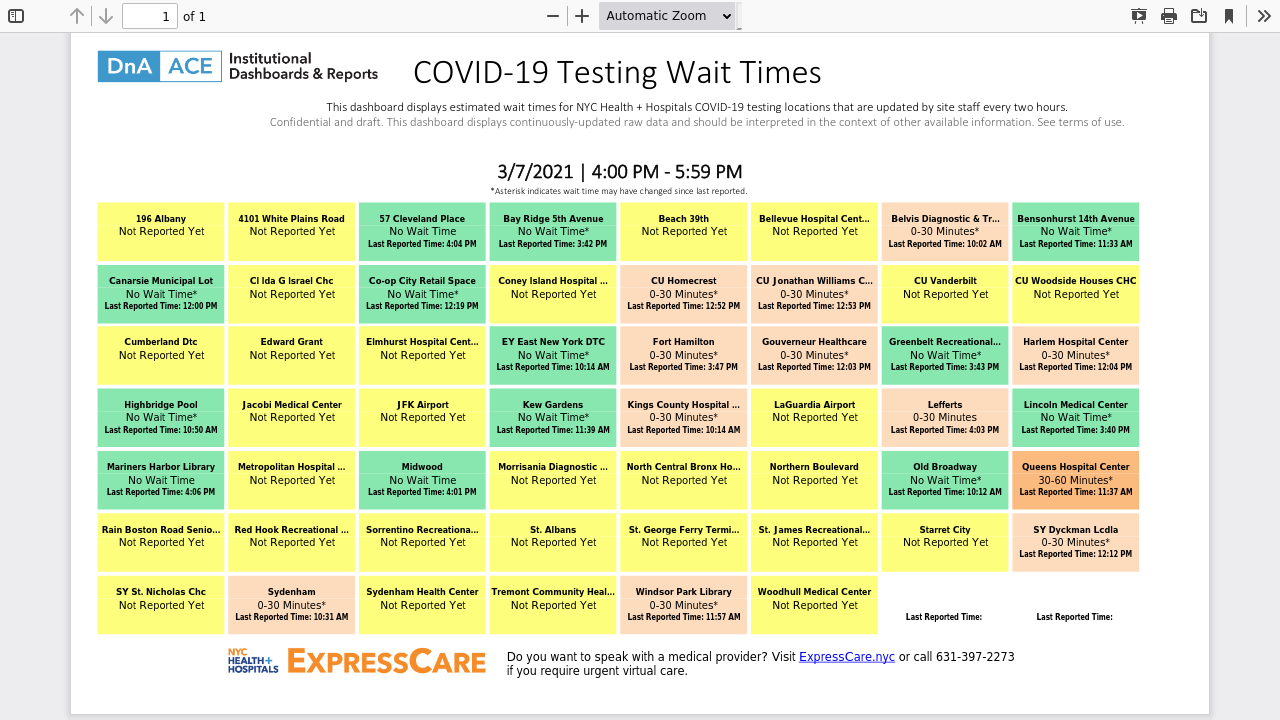 1 of 1 Automatic Zoom
DnA ACE Institutional Dashboards & Reports
COVID-19 Testing Wait Times
This dashboard displays estimated wait times for NYC Health + Hospitals COVID-19 testing locations that are updated by site staff every two hours.
Confidential and draft. This dashboard displays continuously-updated raw data and should be interpreted in the context of other available information. See terms of use.
3/7/2021 | 4:00 PM - 5:59 PM
*Asterisk indicates wait time may have changed since last reported.
196 Albany
Not Reported Yet
4101 White Plains Road
Not Reported Yet
57 Cleveland Place
No Wait Time
Last Reported Time: 4:04 PM
Bay Ridge 5th Avenue
No Wait Time*
Last Reported Time: 3:42 PM
Beach 39th
Not Reported Yet
Bellevue Hospital Cent...
Not Reported Yet
Belvis Diagnostic & Tr...
0-30 Minutes*
Last Reported Time: 10:02 AM
Bensonhurst 14th Avenue
No Wait Time*
Last Reported Time: 11:33 AM
Canarsie Municipal Lot
No Wait Time*
Last Reported Time: 12:00 PM
Cl Ida G Israel Chc
Not Reported Yet
Co-op City Retail Space
No Wait Time*
Last Reported Time: 12:19 PM
Coney Island Hospital ...
Not Reported Yet
CU Homecrest
0-30 Minutes*
Last Reported Time: 12:52 PM
CU Jonathan Williams C...
0-30 Minutes*
Last Reported Time: 12:53 PM
CU Vanderbilt
Not Reported Yet
CU Woodside Houses CHC
Not Reported Yet
Cumberland Dtc
Not Reported Yet
Edward Grant
Not Reported Yet
Elmhurst Hospital Cent...
Not Reported Yet
EY East New York DTC
No Wait Time*
Last Reported Time: 10:14 AM
Fort Hamilton
0-30 Minutes*
Last Reported Time: 3:47 PM
Gouverneur Healthcare
0-30 Minutes*
Last Reported Time: 12:03 PM
Greenbelt Recreational...
No Wait Time*
Last Reported Time: 3:43 PM
Harlem Hospital Center
0-30 Minutes*
Last Reported Time: 12:04 PM
Highbridge Pool
No Wait Time*
Last Reported Time: 10:50 AM
Jacobi Medical Center
Not Reported Yet
JFK Airport
Not Reported Yet
Kew Gardens
No Wait Time*
Last Reported Time: 11:39 AM
Kings County Hospital ...
0-30 Minutes*
Last Reported Time: 10:14 AM
LaGuardia Airport
Not Reported Yet
Lefferts
0-30 Minutes
Last Reported Time: 4:03 PM
Lincoln Medical Center
No Wait Time*
Last Reported Time: 3:40 PM
Mariners Harbor Library
No Wait Time
Last Reported Time: 4:06 PM
Metropolitan Hospital ...
Not Reported Yet
Midwood
No Wait Time
Last Reported Time: 4:01 PM
Morrisania Diagnostic ...
Not Reported Yet
North Central Bronx Ho...
Not Reported Yet
Northern Boulevard
Not Reported Yet
Old Broadway
No Wait Time*
Last Reported Time: 10:12 AM
Queens Hospital Center
30-60 Minutes*
Last Reported Time: 11:37 AM
Rain Boston Road Senio...
Not Reported Yet
Red Hook Recreational ...
Not Reported Yet
Sorrentino Recreationa...
Not Reported Yet
St. Albans
Not Reported Yet
St. George Ferry Termi...
Not Reported Yet
St. James Recreational...
Not Reported Yet
Starret City
Not Reported Yet
SY Dyckman Lcdla
0-30 Minutes*
Last Reported Time: 12:12 PM
SY St. Nicholas Chc
Not Reported Yet
Sydenham
0-30 Minutes*
Last Reported Time: 10:31 AM
Sydenham Health Center
Not Reported Yet
Tremont Community Heal...
Not Reported Yet
Windsor Park Library
0-30 Minutes*
Last Reported Time: 11:57 AM
Woodhull Medical Center
Not Reported Yet
Last Reported Time:
Last Reported Time:
NYC HEALTH+ HOSPITALS
EXPRESSCARE
Do you want to speak with a medical provider? Visit ExpressCare.nyc or call 631-397-2273
if you require urgent virtual care.